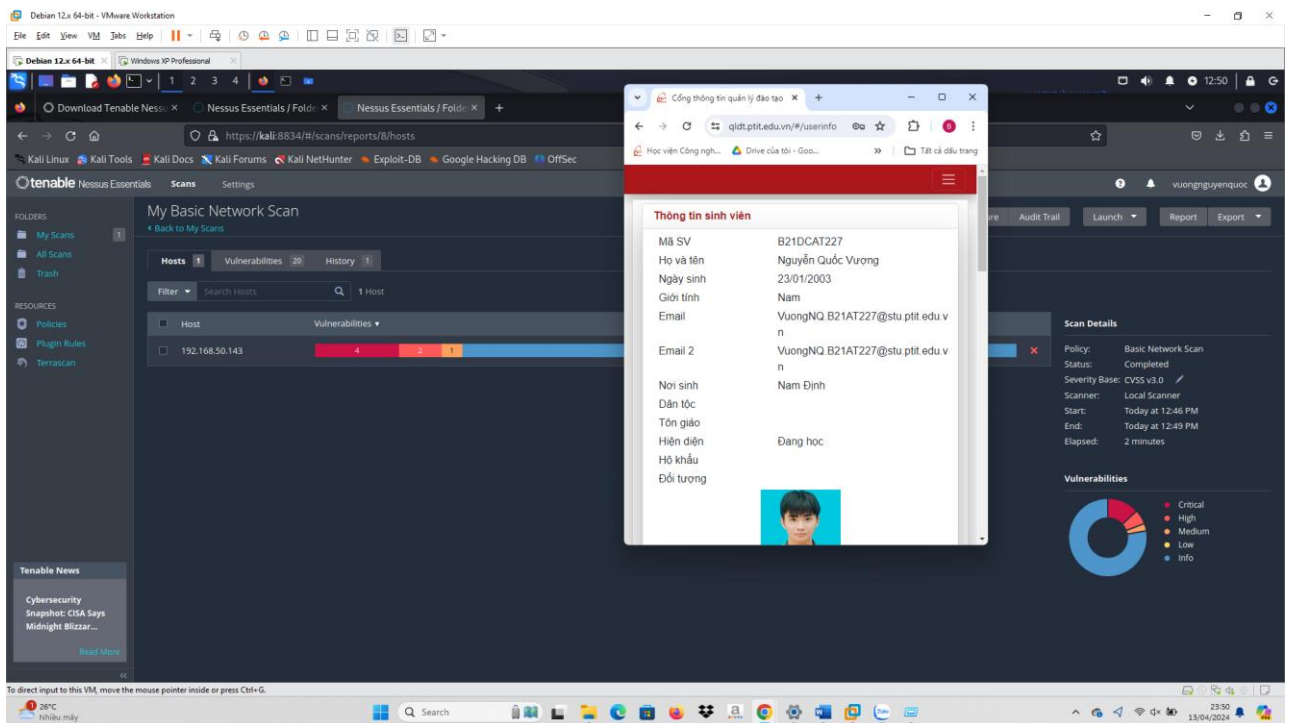 Debian 12.x 64-bit - VMware Workstation
File Edit View VM Tabs Help
Debian 12.x 64-bit Windows XP Professional
1 2 3 4 12:50
Download Tenable Nessu Nessus Essentials / Folde Nessus Essentials / Folde
https://kali:8834/#/scans/reports/8/hosts
Kali Linux Kali Tools Kali Docs Kali Forums Kali NetHunter Exploit-DB Google Hacking DB OffSec
tenable Nessus Essentials Scans Settings vuongnguyenquoc
FOLDERS
My Scans 1
All Scans
Trash
RESOURCES
Policies
Plugin Rules
Terrascan
My Basic Network Scan
Back to My Scans
ure Audit Trail Launch Report Export
Hosts 1 Vulnerabilities 20 History 1
Filter Search Hosts 1 Host
Host Vulnerabilities
192.168.50.143 4 2 1
Cổng thông tin quản lý đào tạo
qldt.ptit.edu.vn/#/userinfo B
Học viện Công ngh... Drive của tôi - Goo... Tất cả dấu trang
Thông tin sinh viên
Mã SV B21DCAT227
Họ và tên Nguyễn Quốc Vượng
Ngày sinh 23/01/2003
Giới tính Nam
Email VuongNQ.B21AT227@stu.ptit.edu.v
n
Email 2 VuongNQ.B21AT227@stu.ptit.edu.v
n
Nơi sinh Nam Định
Dân tộc
Tôn giáo
Hiện diện Đang học
Hộ khẩu
Đối tượng
Scan Details
Policy: Basic Network Scan
Status: Completed
Severity Base: CVSS v3.0
Scanner: Local Scanner
Start: Today at 12:46 PM
End: Today at 12:49 PM
Elapsed: 2 minutes
Vulnerabilities
Critical
High
Medium
Low
Info
Tenable News
Cybersecurity
Snapshot: CISA Says
Midnight Blizzar...
Read More
To direct input to this VM, move the mouse pointer inside or press Ctrl+G.
26°C
Nhiều mây
Search
23:50
13/04/2024